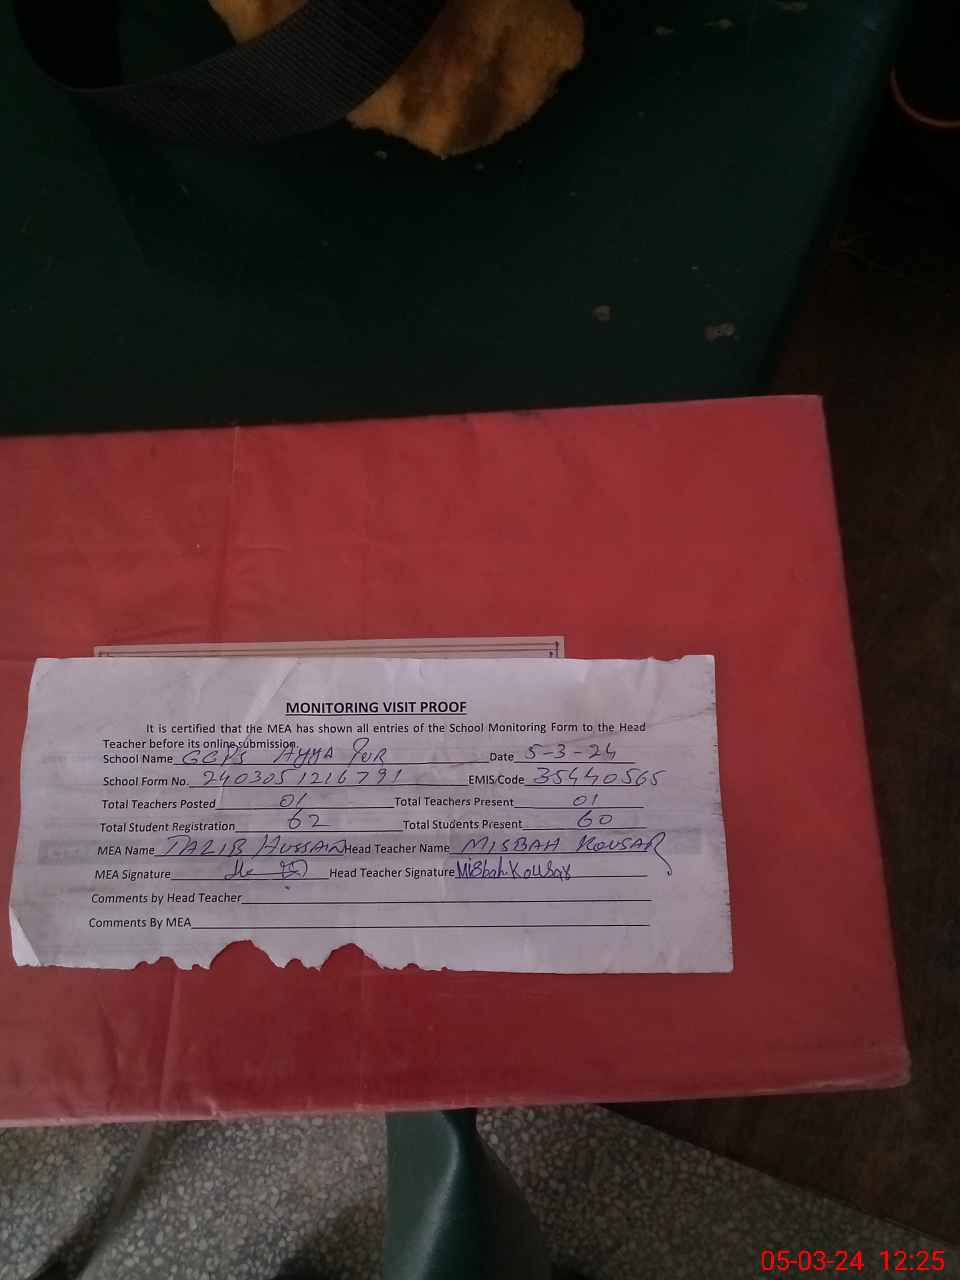 MONITORING VISIT PROOF
It is certified that the MEA has shown all entries of the School Monitoring Form to the Head
Teacher before its online submission.
School Name GGPS AYMA PUR Date 5-3-24
School Form No. 2403051216791 EMIS Code 35440565
Total Teachers Posted 01 Total Teachers Present 01
Total Student Registration 62 Total Students Present 60
MEA Name TALIB HUSSAIN Head Teacher Name MISBAH KOUSAR
MEA Signature Head Teacher Signature Misbah Kousar
Comments by Head Teacher
Comments By MEA
05-03-24 12:25